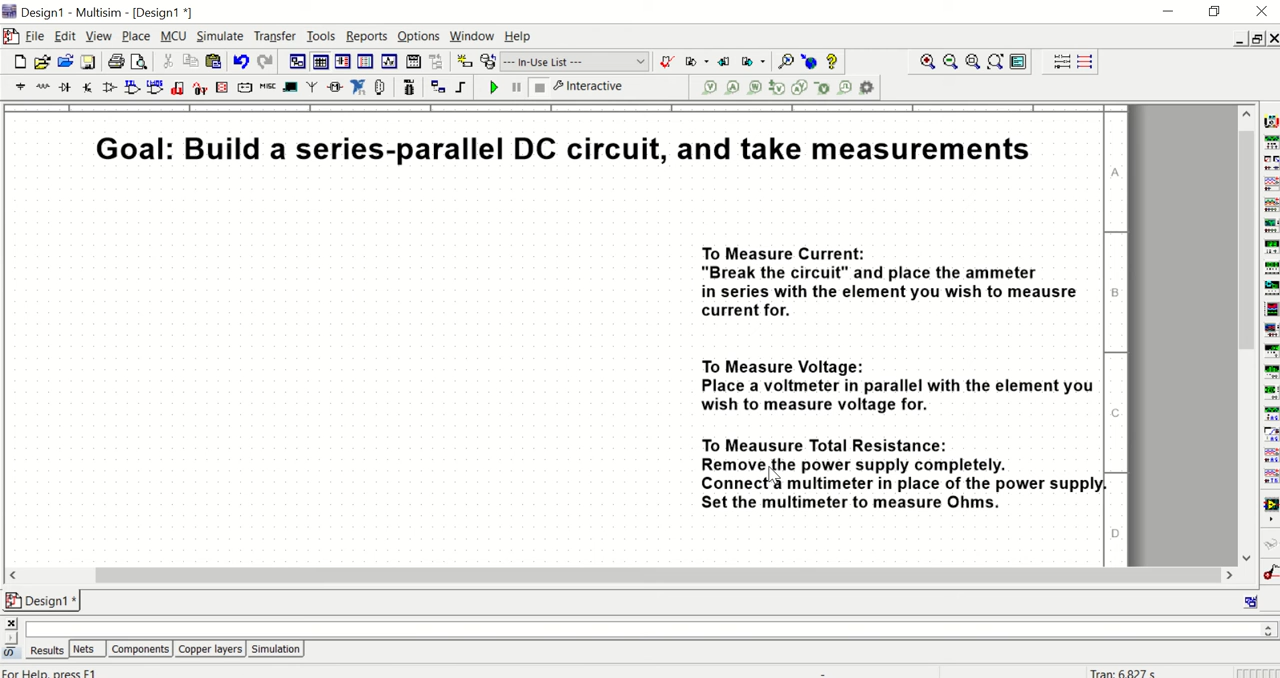 Design1 - Multisim - [Design1 *]
File Edit View Place MCU Simulate Transfer Tools Reports Options Window Help
--- In-Use List ---
MISC Interactive
Goal: Build a series-parallel DC circuit, and take measurements
A
To Measure Current:
"Break the circuit" and place the ammeter
in series with the element you wish to meausre
B
current for.
To Measure Voltage:
Place a voltmeter in parallel with the element you
wish to measure voltage for.
C
To Meausure Total Resistance:
Remove the power supply completely.
Connect a multimeter in place of the power supply.
Set the multimeter to measure Ohms.
D
Design1 *
Results Nets Components Copper layers Simulation
For Help, press F1 - Tran: 6.827 s